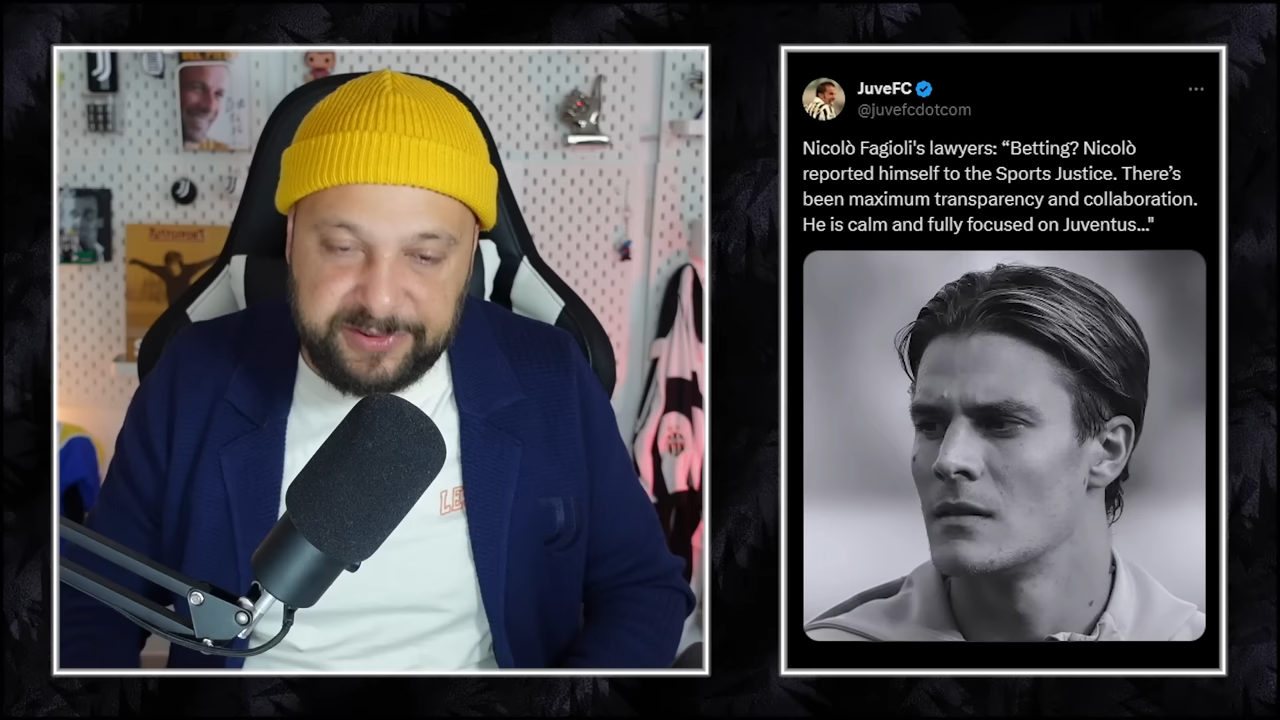 JuveFC
@juvefcdotcom
Nicolò Fagioli's lawyers: “Betting? Nicolò
reported himself to the Sports Justice. There’s
been maximum transparency and collaboration.
He is calm and fully focused on Juventus..."